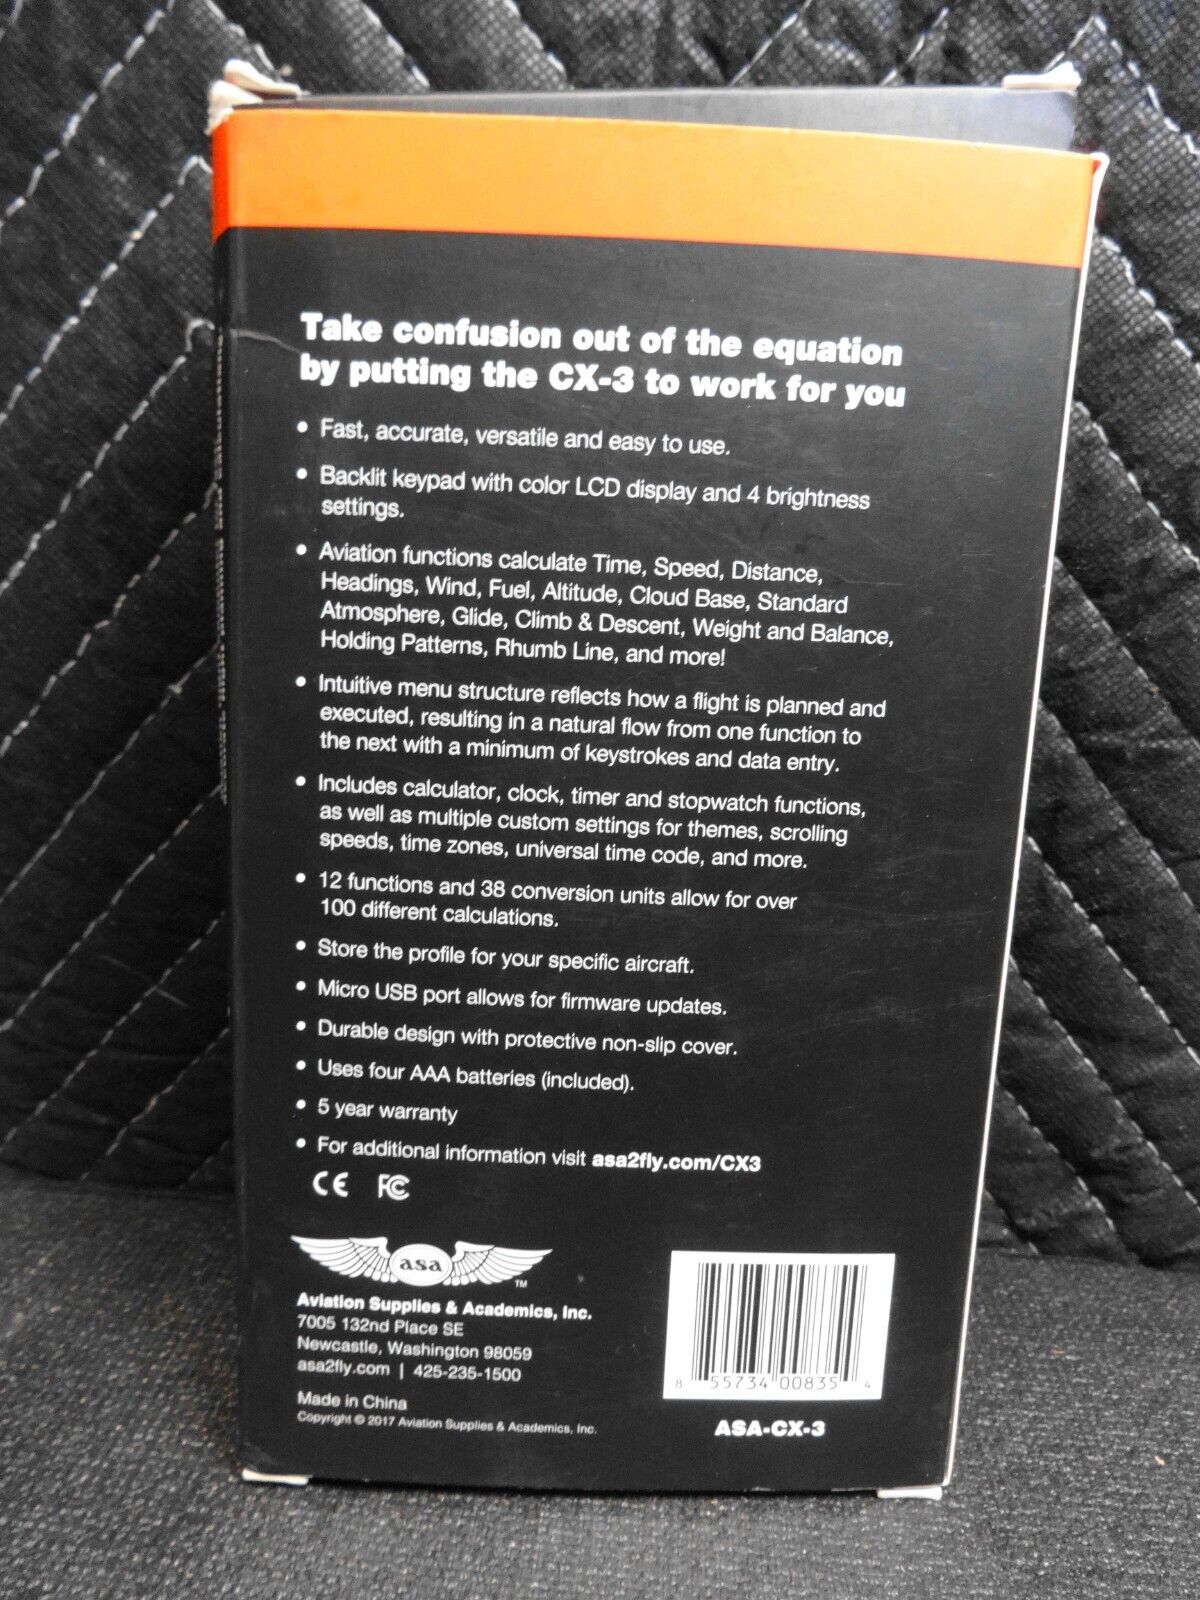 Take confusion out of the equation
by putting the CX-3 to work for you
• Fast, accurate, versatile and easy to use.
• Backlit keypad with color LCD display and 4 brightness
settings.
• Aviation functions calculate Time, Speed, Distance,
Headings, Wind, Fuel, Altitude, Cloud Base, Standard
Atmosphere, Glide, Climb & Descent, Weight and Balance,
Holding Patterns, Rhumb Line, and more!
• Intuitive menu structure reflects how a flight is planned and
executed, resulting in a natural flow from one function to
the next with a minimum of keystrokes and data entry.
• Includes calculator, clock, timer and stopwatch functions,
as well as multiple custom settings for themes, scrolling
speeds, time zones, universal time code, and more.
• 12 functions and 38 conversion units allow for over
100 different calculations.
• Store the profile for your specific aircraft.
• Micro USB port allows for firmware updates.
• Durable design with protective non-slip cover.
• Uses four AAA batteries (included).
• 5 year warranty
• For additional information visit asa2fly.com/CX3
CE FC
asa TM
Aviation Supplies & Academics, Inc.
7005 132nd Place SE
Newcastle, Washington 98059
asa2fly.com | 425-235-1500
Made in China
Copyright © 2017 Aviation Supplies & Academics, Inc.
8 55734 00835 4
ASA-CX-3